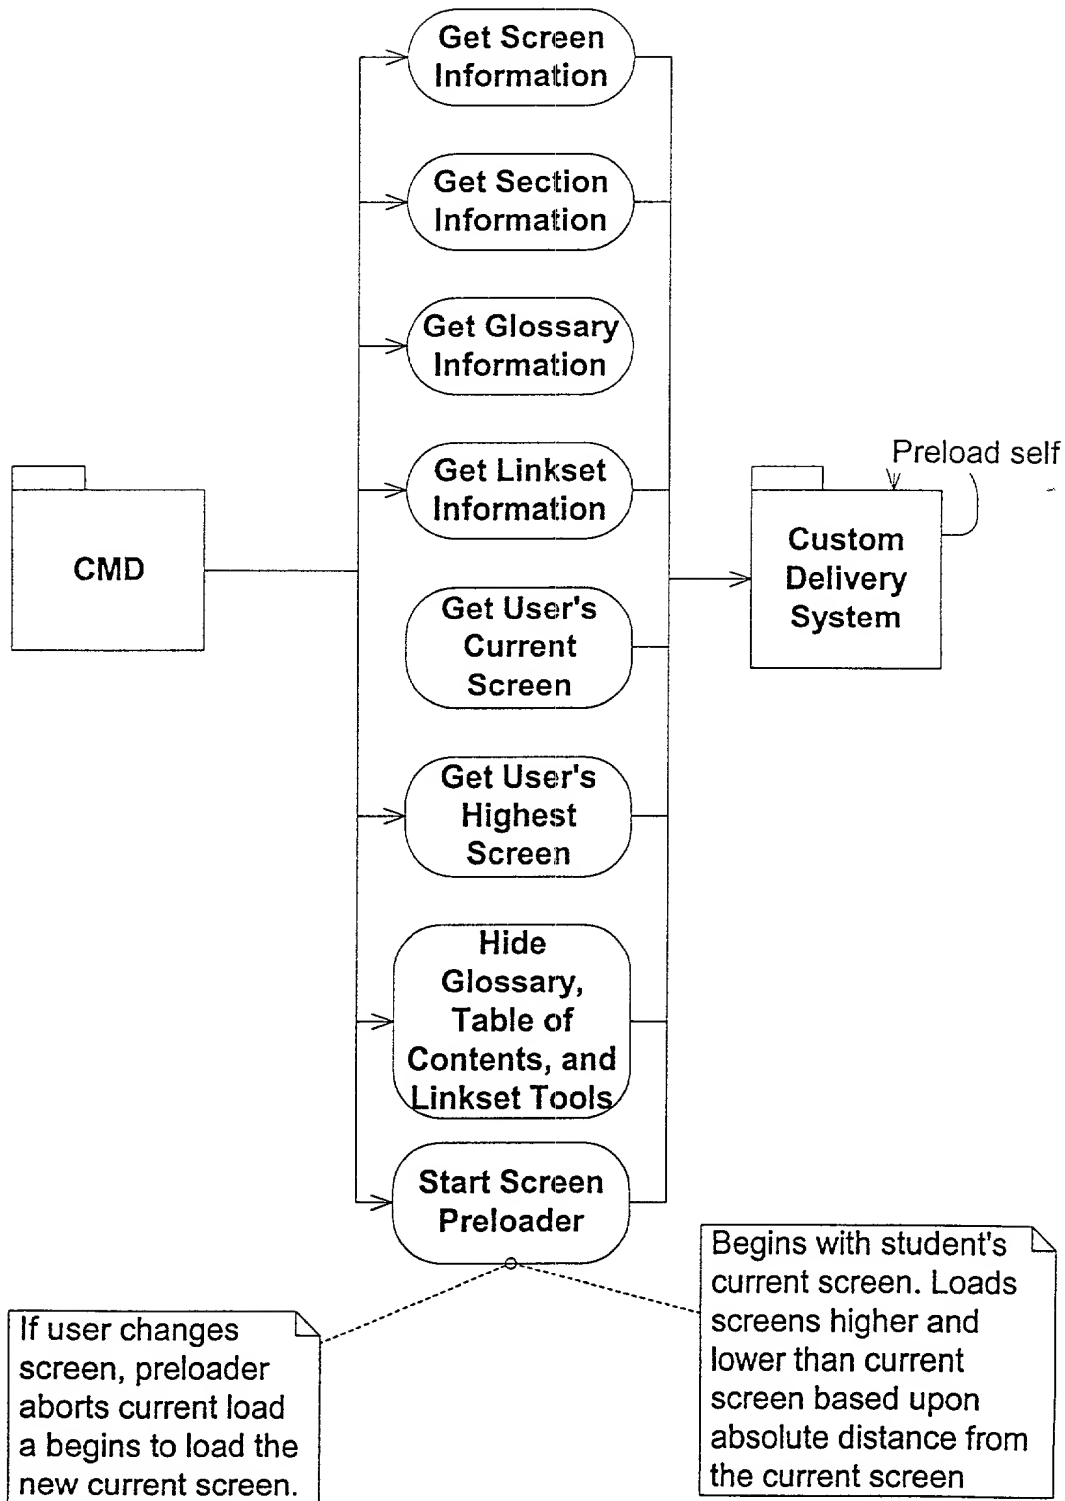 Get Screen
Information
Get Section
Information
Get Glossary
Information
Get Linkset
Information
Preload self
CMD
Custom
Delivery
System
Get User's
Current
Screen
Get User's
Highest
Screen
Hide
Glossary,
Table of
Contents, and
Linkset Tools
Start Screen
Preloader
If user changes
screen, preloader
aborts current load
a begins to load the
new current screen.
Begins with student's
current screen. Loads
screens higher and
lower than current
screen based upon
absolute distance from
the current screen